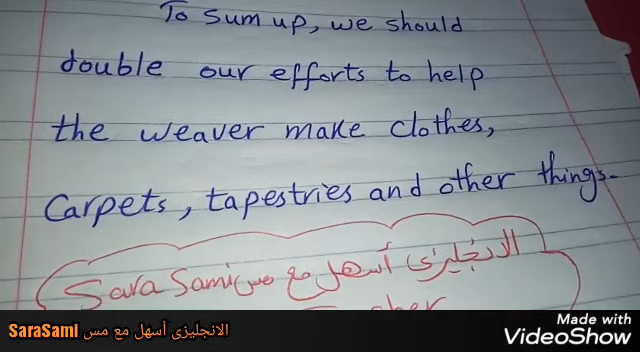 To sum up, we should
double our efforts to help
the weaver make clothes,
Carpets, tapestries and other things.
الانجليزى أسهل مع مس Sara Sami
SaraSamI الانجليزى أسهل مع مس
Made with
VideoShow